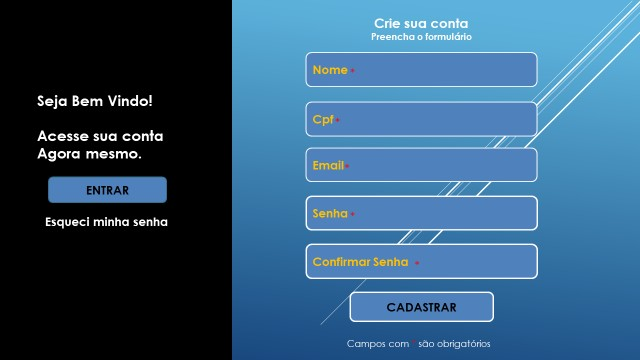 Seja Bem Vindo!
Acesse sua conta
Agora mesmo.
ENTRAR
Esqueci minha senha
Crie sua conta
Preencha o formulário
Nome *
Cpf *
Email *
Senha *
Confirmar Senha *
CADASTRAR
Campos com * são obrigatórios